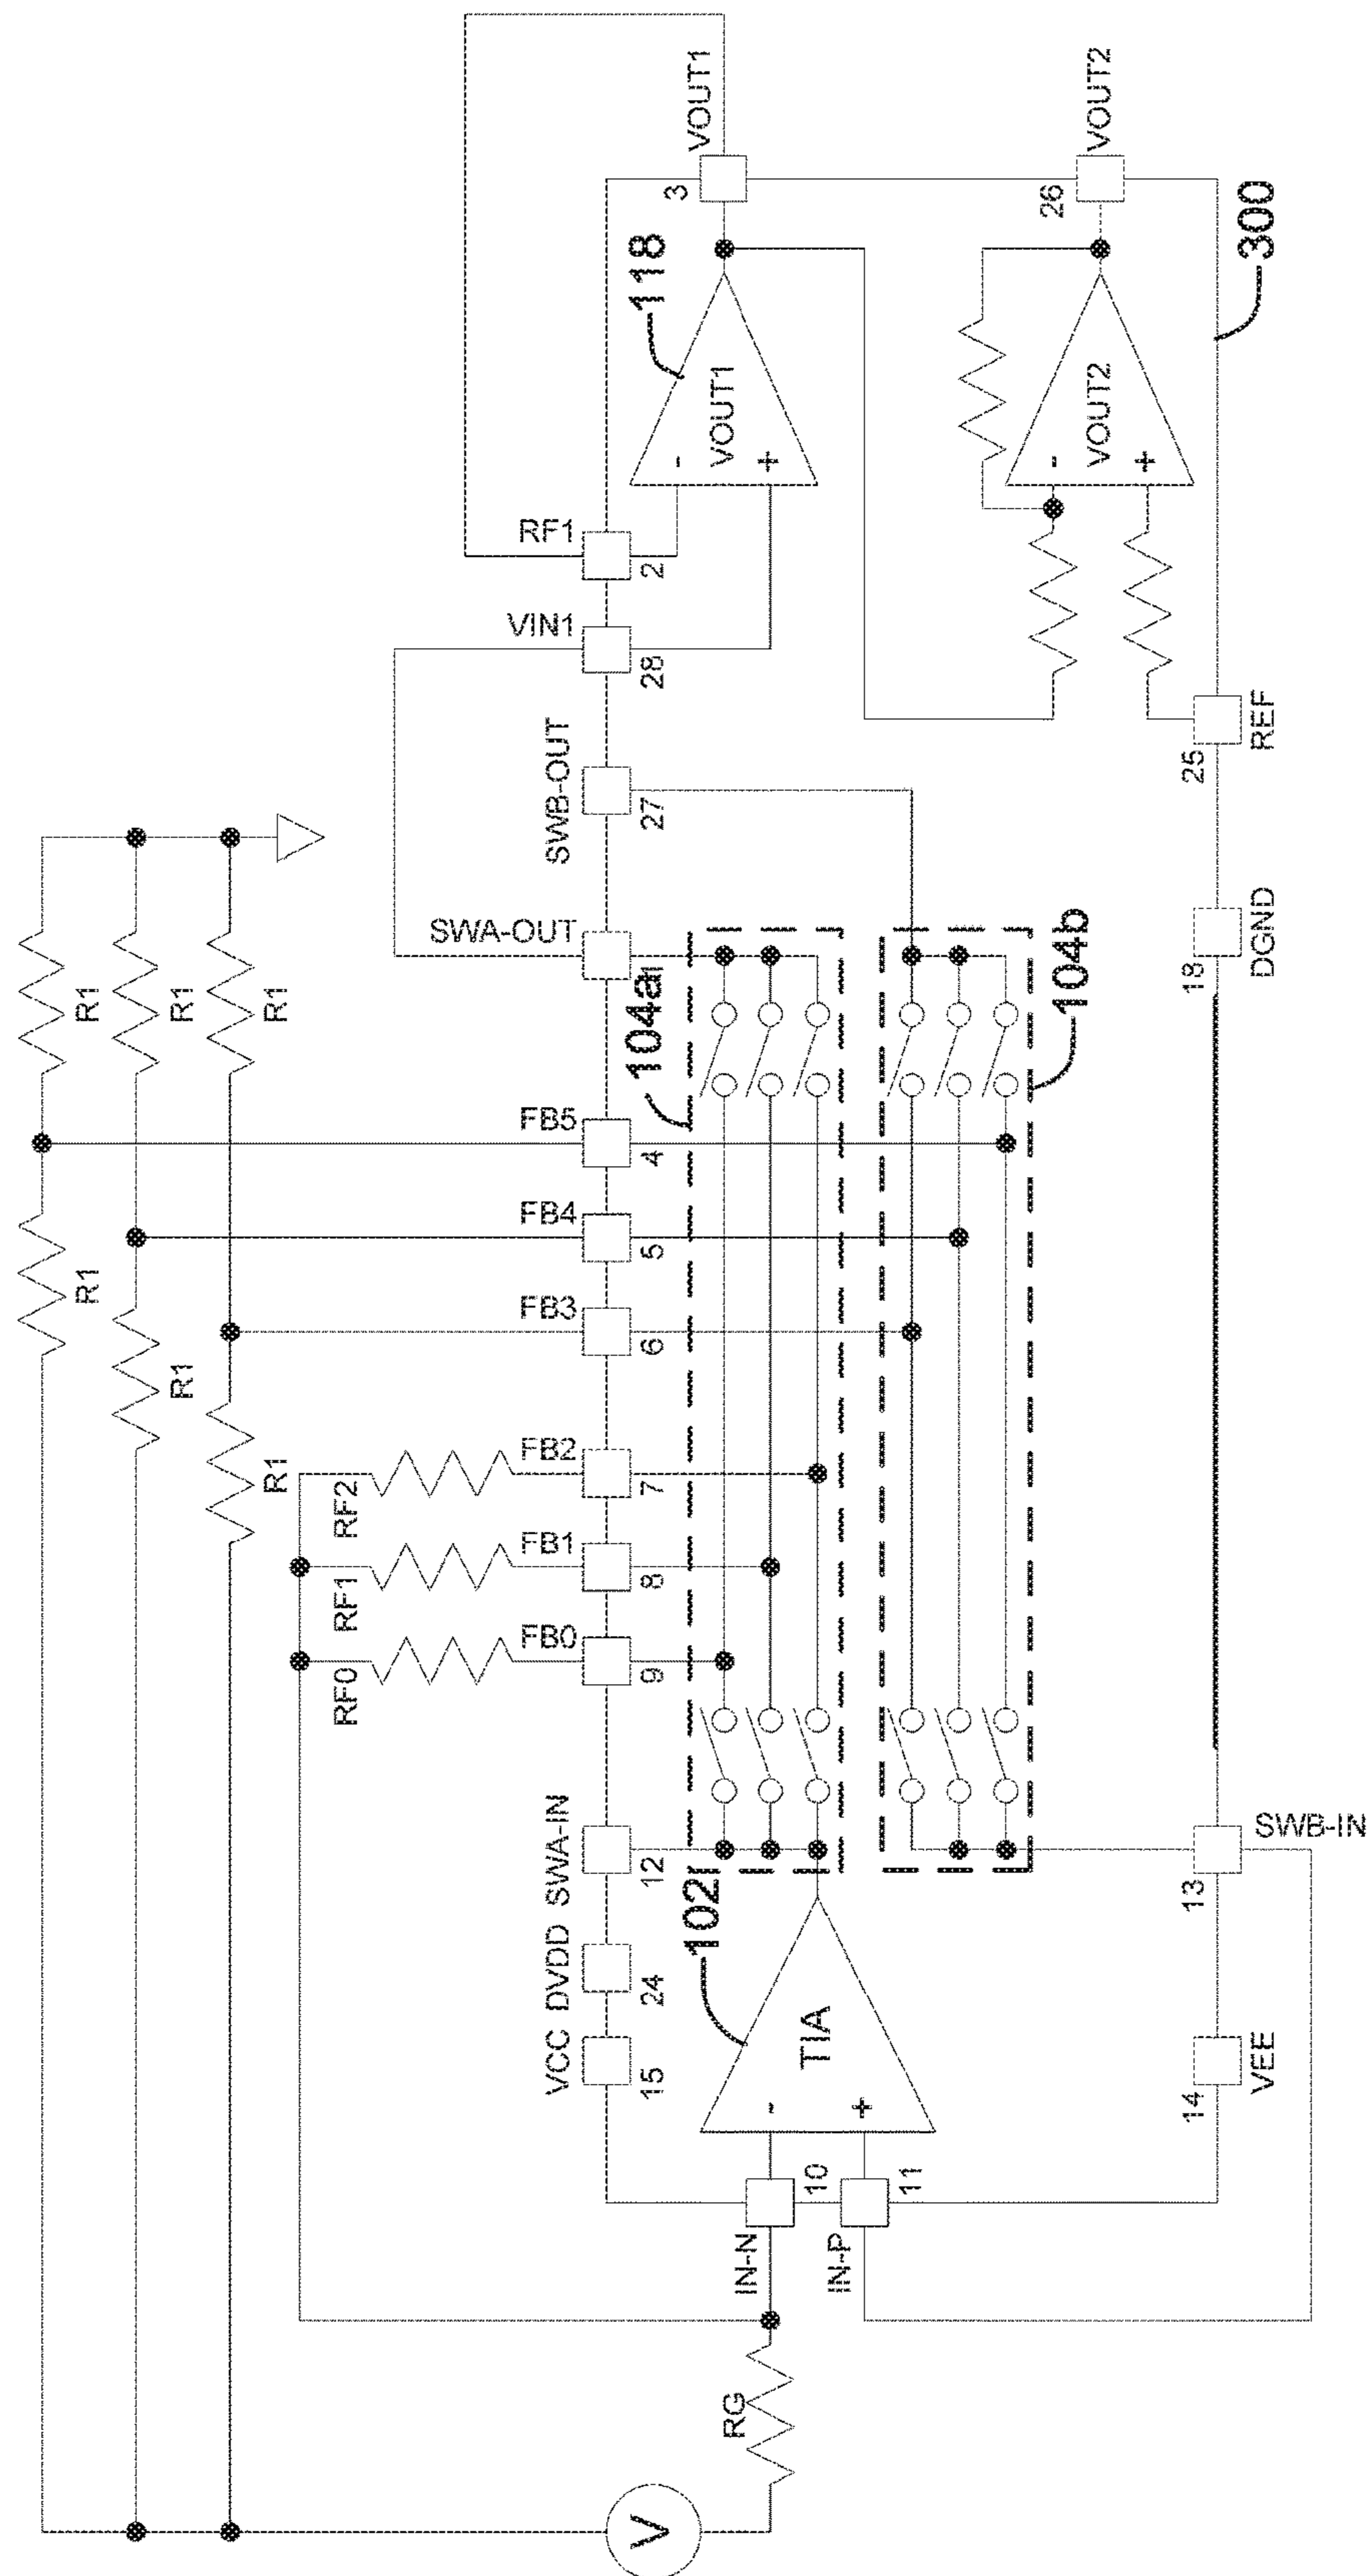 R1
R1
R1
R1
R1
R1
RF0
RF1
RF2
VCC
15
DVDD
24
SWA-IN
12
FB0
9
FB1
8
FB2
7
FB3
6
FB4
5
FB5
4
SWA-OUT
SWB-OUT
27
VIN1
28
RF1
2
VOUT1
3
118
-
VOUT1
+
VOUT2
26
-
VOUT2
+
300
REF
25
DGND
18
104a
104b
102
TIA
-
+
IN-N
10
IN-P
11
RG
V
VEE
14
SWB-IN
13